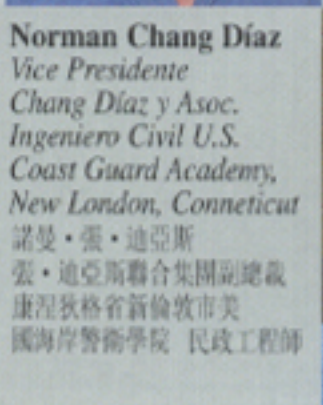 Norman Chang Díaz
Vice Presidente
Chang Díaz y Asoc.
Ingeniero Civil U.S.
Coast Guard Academy,
New London, Conneticut
諾曼・張・迪亞斯
張・迪亞斯聯合集團副總裁
康涅狄格省新倫敦市美
國海岸警衛學院 民政工程師